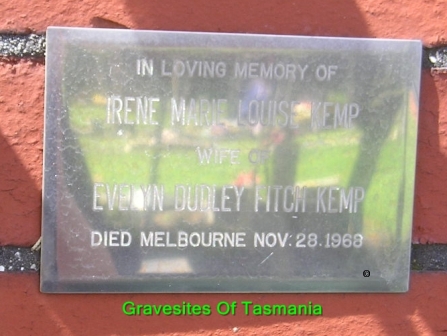 IN LOVING MEMORY OF
IRENE MARIE LOUISE KEMP
WIFE OF
EVELYN DUDLEY FITCH KEMP
DIED MELBOURNE NOV: 28. 1968
©
Gravesites Of Tasmania